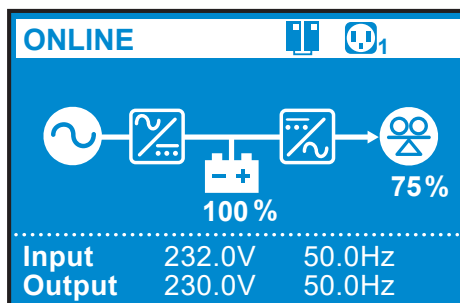 ONLINE 1
75%
100%
Input 232.0V 50.0Hz
Output 230.0V 50.0Hz